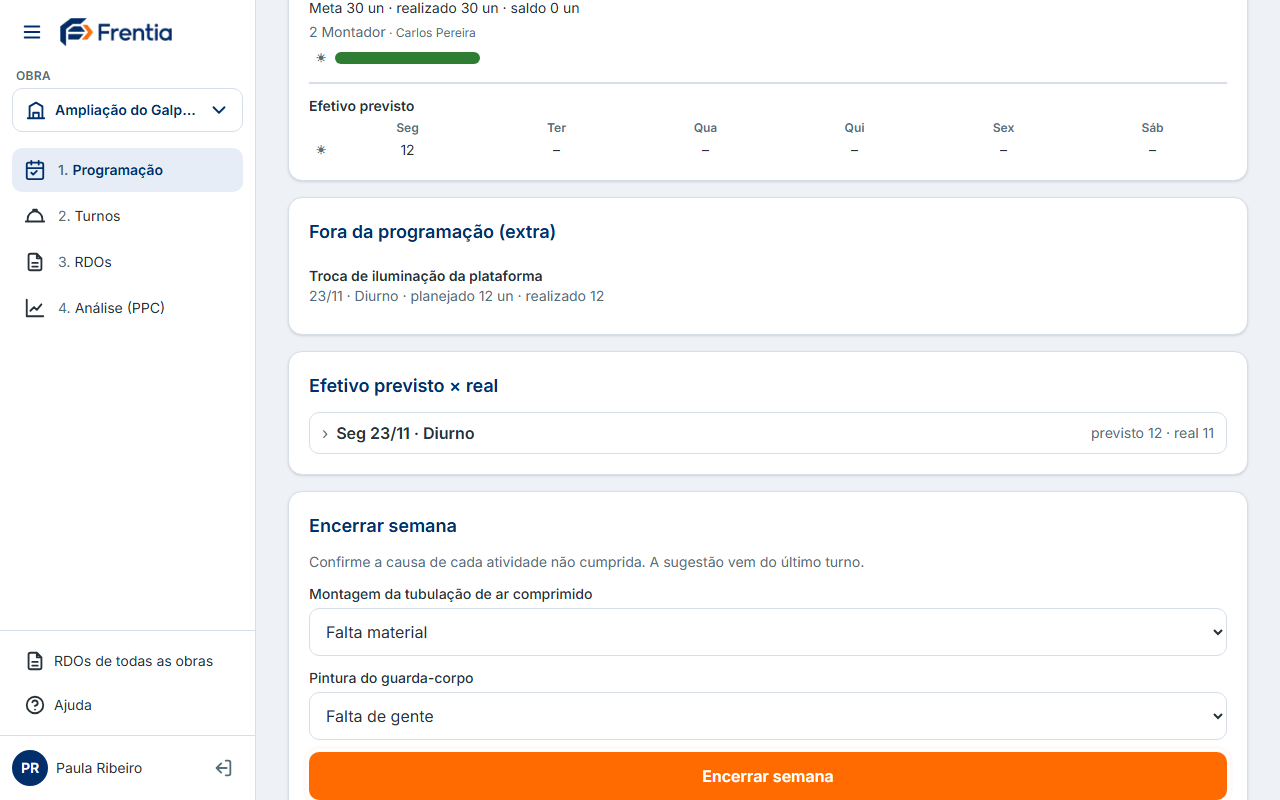 Frentia
OBRA
Ampliação do Galp...
1. Programação
2. Turnos
3. RDOs
4. Análise (PPC)
RDOs de todas as obras
Ajuda
PR Paula Ribeiro
Meta 30 un · realizado 30 un · saldo 0 un
2 Montador · Carlos Pereira
Efetivo previsto
Seg Ter Qua Qui Sex Sáb
12 – – – – –
Fora da programação (extra)
Troca de iluminação da plataforma
23/11 · Diurno · planejado 12 un · realizado 12
Efetivo previsto × real
› Seg 23/11 · Diurno previsto 12 · real 11
Encerrar semana
Confirme a causa de cada atividade não cumprida. A sugestão vem do último turno.
Montagem da tubulação de ar comprimido
Falta material
Pintura do guarda-corpo
Falta de gente
Encerrar semana